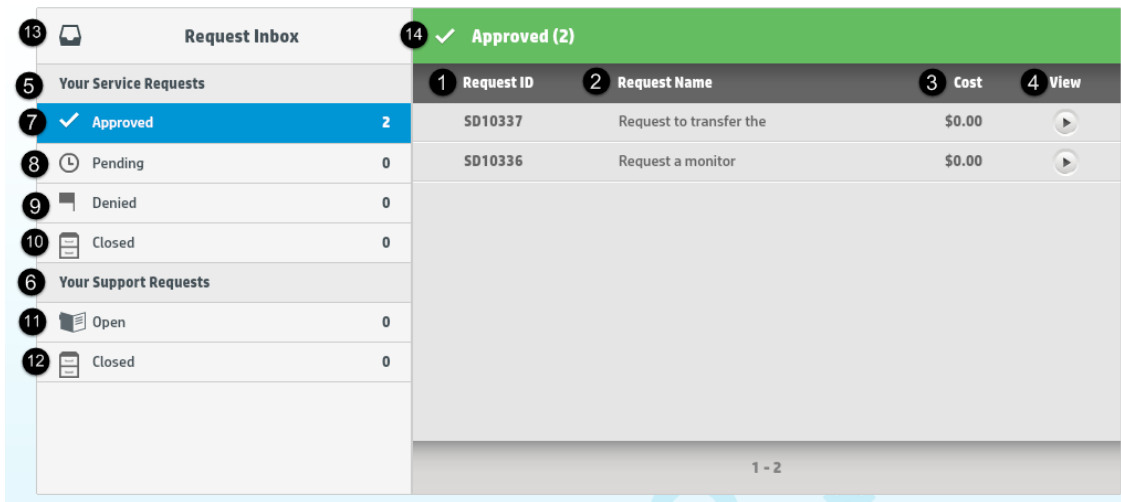 13 Request Inbox
14 Approved (2)
5 Your Service Requests
1 Request ID 2 Request Name 3 Cost 4 View
7 Approved 2
SD10337 Request to transfer the $0.00
8 Pending 0
SD10336 Request a monitor $0.00
9 Denied 0
10 Closed 0
6 Your Support Requests
11 Open 0
12 Closed 0
1 - 2